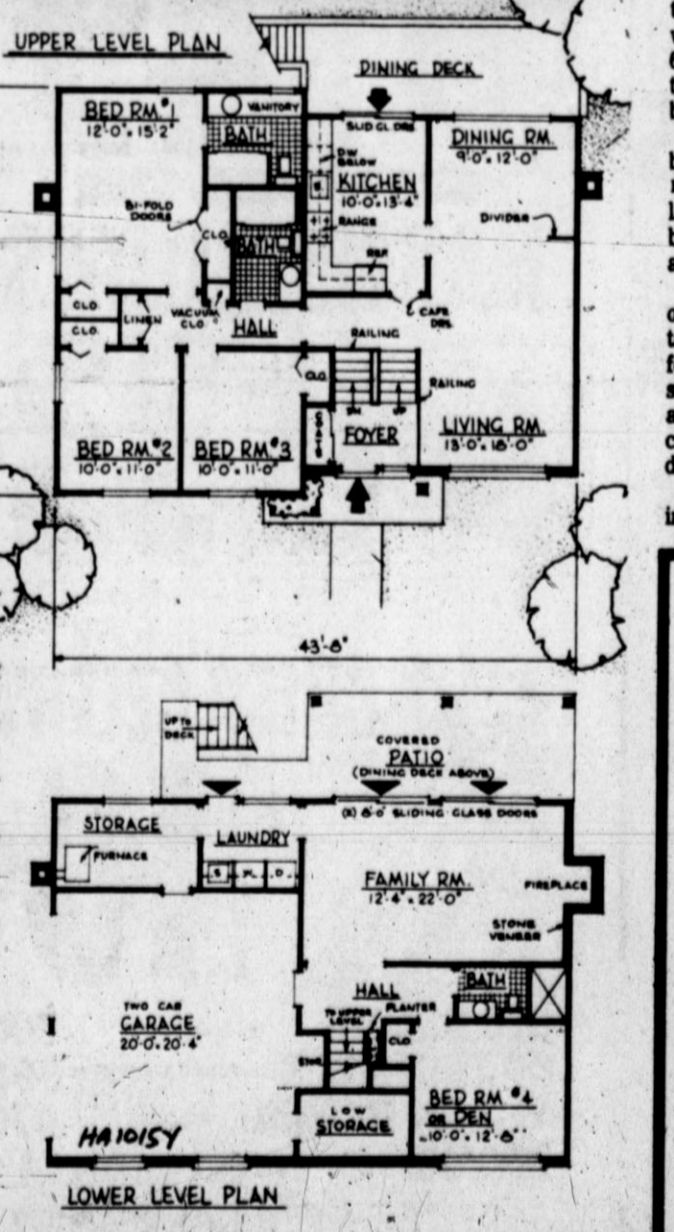 UPPER LEVEL PLAN
DINING DECK
BED RM. #1
12'-0" x 15'-2"
VANITORY
BATH
SLID GL. DRS.
DINING RM.
9'-0" x 12'-0"
D.W. BELOW
S
KITCHEN
10'-0" x 13'-4"
BI-FOLD DOORS
RANGE
DIVIDER
CLO.
BATH
REF.
CLO.
LINEN
VACUUM CLO.
CAFE DRS.
CLO.
HALL
RAILING
CLO.
RAILING
DN
UP
COATS
FOYER
LIVING RM.
13'-0" x 18'-0"
BED RM. #2
10'-0" x 11'-0"
BED RM. #3
10'-0" x 11'-0"
43'-8"
UP TO DECK
COVERED
PATIO
(DINING DECK ABOVE)
STORAGE
(2) 8'-0" SLIDING GLASS DOORS
LAUNDRY
FURNACE
S W. D.
FAMILY RM.
12'-4" x 22'-0"
FIREPLACE
STONE VENEER
BATH
HALL
TWO CAR
GARAGE
20'-0" x 20'-4"
TO UPPER LEVEL
PLANTER
CLO.
STOR.
BED RM #4
OR DEN
10'-0" x 12'-8"
LOW
STORAGE
HA1015Y
LOWER LEVEL PLAN